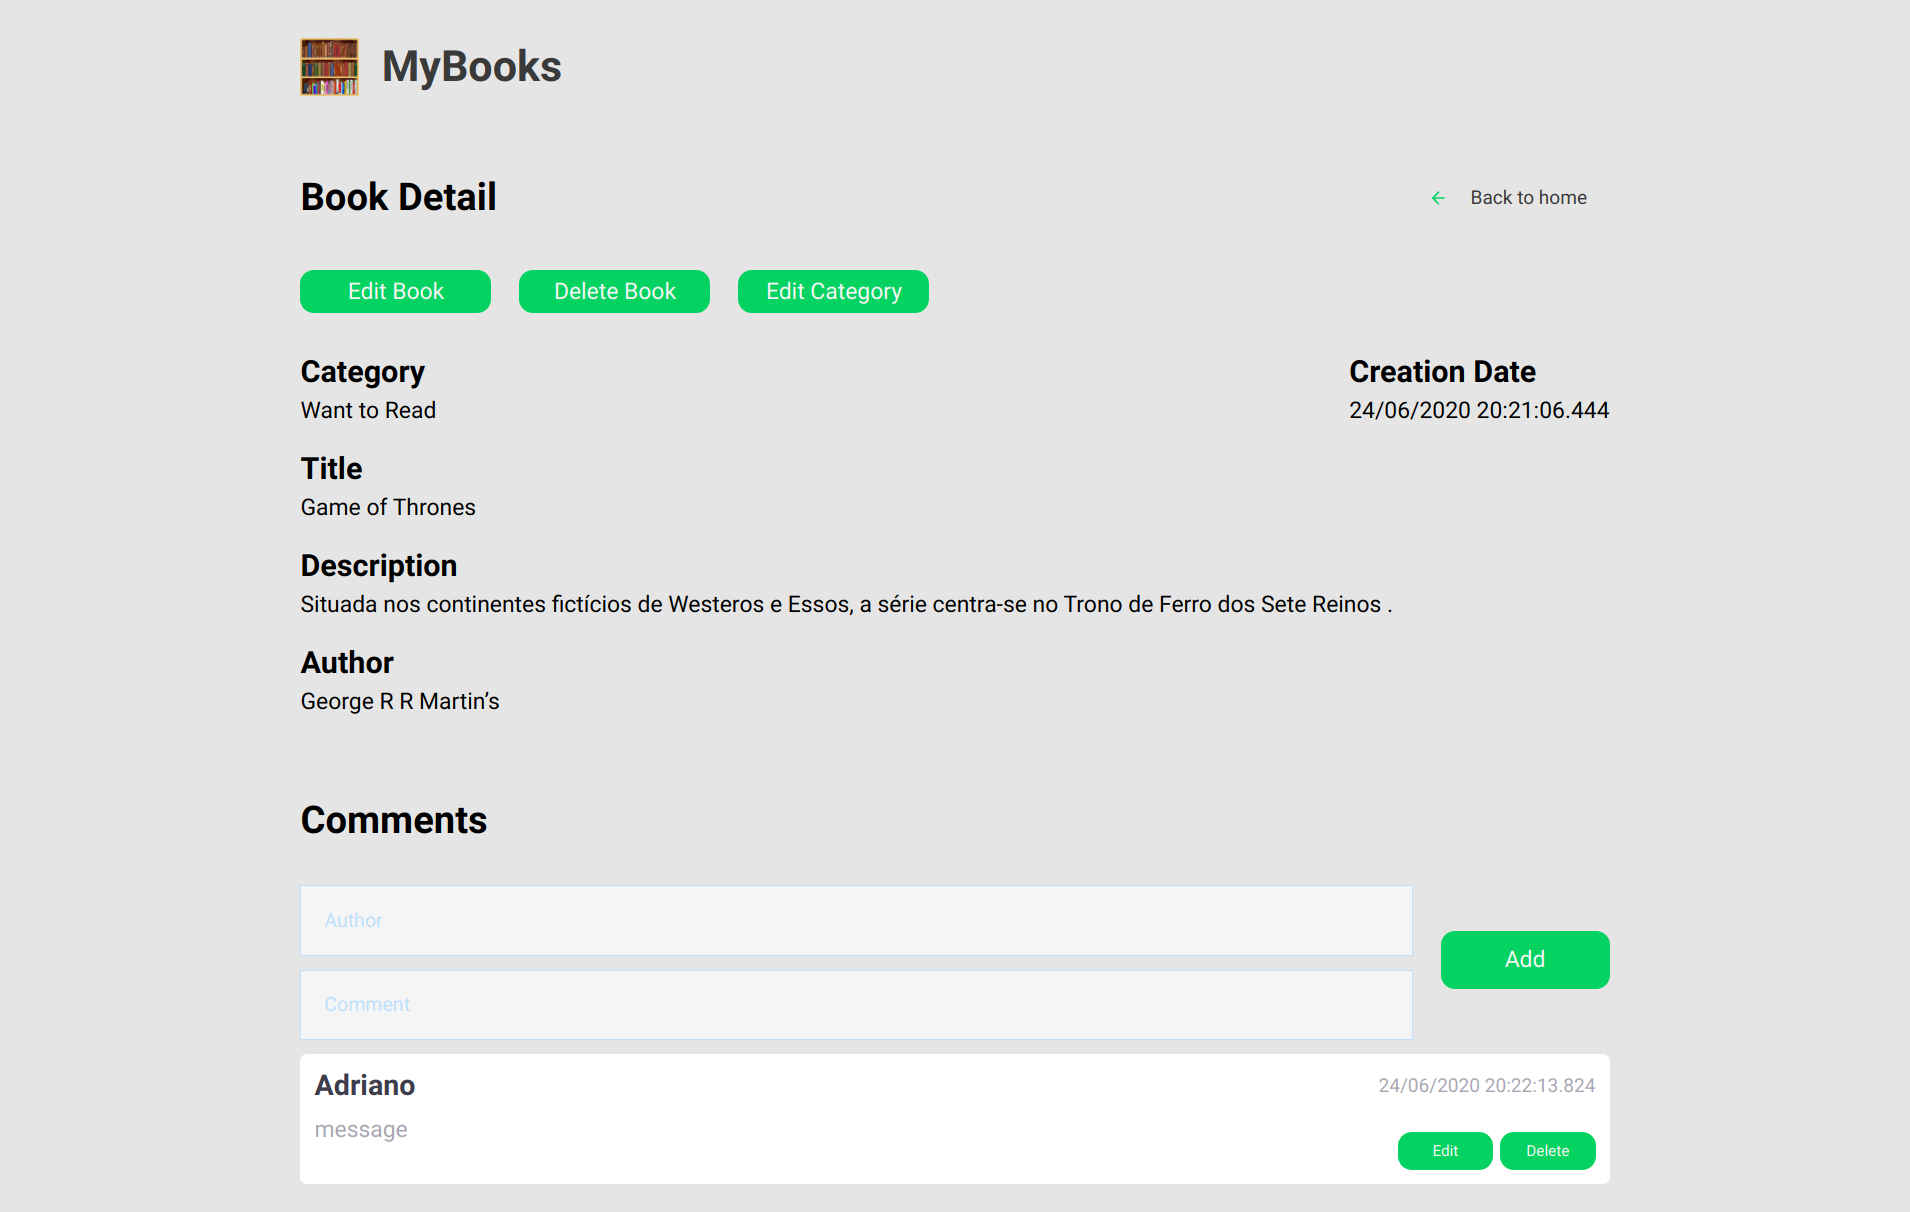 MyBooks
Book Detail
Back to home
Edit Book
Delete Book
Edit Category
Category
Creation Date
Want to Read
24/06/2020 20:21:06.444
Title
Game of Thrones
Description
Situada nos continentes fictícios de Westeros e Essos, a série centra-se no Trono de Ferro dos Sete Reinos .
Author
George R R Martin’s
Comments
Author
Add
Comment
Adriano
24/06/2020 20:22:13.824
message
Edit
Delete